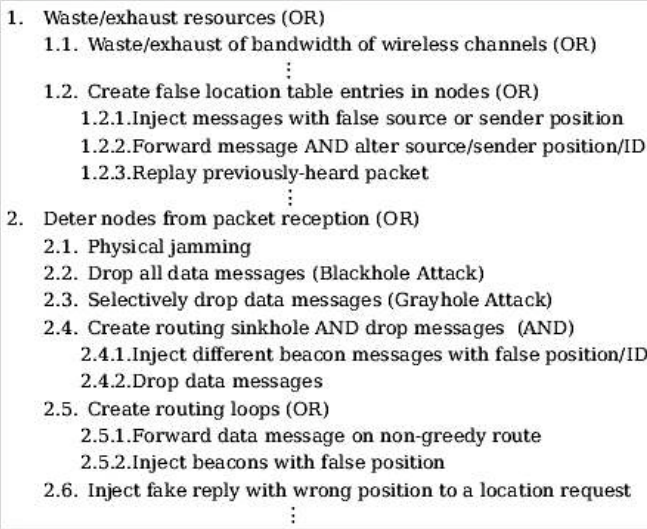 1. Waste/exhaust resources (OR)
1.1. Waste/exhaust of bandwidth of wireless channels (OR)
⋮
1.2. Create false location table entries in nodes (OR)
1.2.1.Inject messages with false source or sender position
1.2.2.Forward message AND alter source/sender position/ID
1.2.3.Replay previously-heard packet
⋮
2. Deter nodes from packet reception (OR)
2.1. Physical jamming
2.2. Drop all data messages (Blackhole Attack)
2.3. Selectively drop data messages (Grayhole Attack)
2.4. Create routing sinkhole AND drop messages (AND)
2.4.1.Inject different beacon messages with false position/ID
2.4.2.Drop data messages
2.5. Create routing loops (OR)
2.5.1.Forward data message on non-greedy route
2.5.2.Inject beacons with false position
2.6. Inject fake reply with wrong position to a location request
⋮